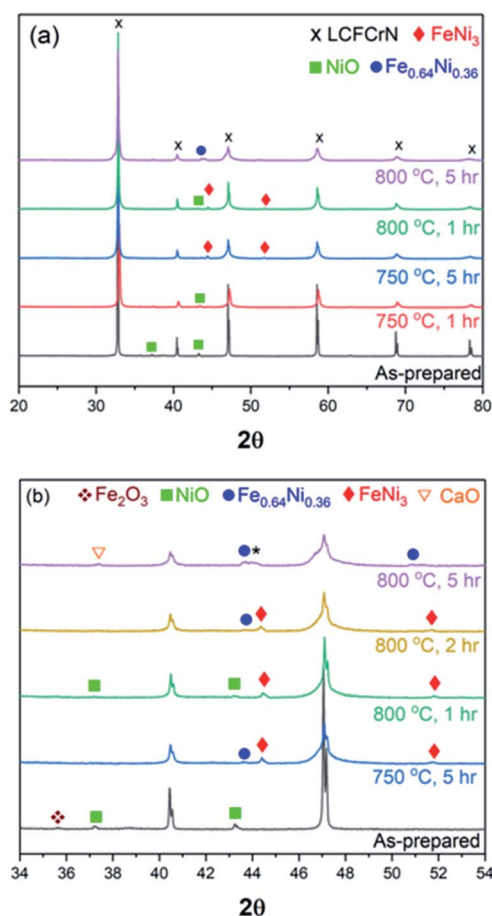 (a)
x LCFCrN ♦ FeNi₃
■ NiO ● Fe₀.₆₄Ni₀.₃₆
x x x x x x
800 °C, 5 hr
800 °C, 1 hr
750 °C, 5 hr
750 °C, 1 hr
As-prepared
20 30 40 50 60 70 80
2θ
(b)
Fe₂O₃ ■ NiO ● Fe₀.₆₄Ni₀.₃₆ ♦ FeNi₃ ▽ CaO
*
800 °C, 5 hr
800 °C, 2 hr
800 °C, 1 hr
750 °C, 5 hr
As-prepared
34 36 38 40 42 44 46 48 50 52 54
2θ